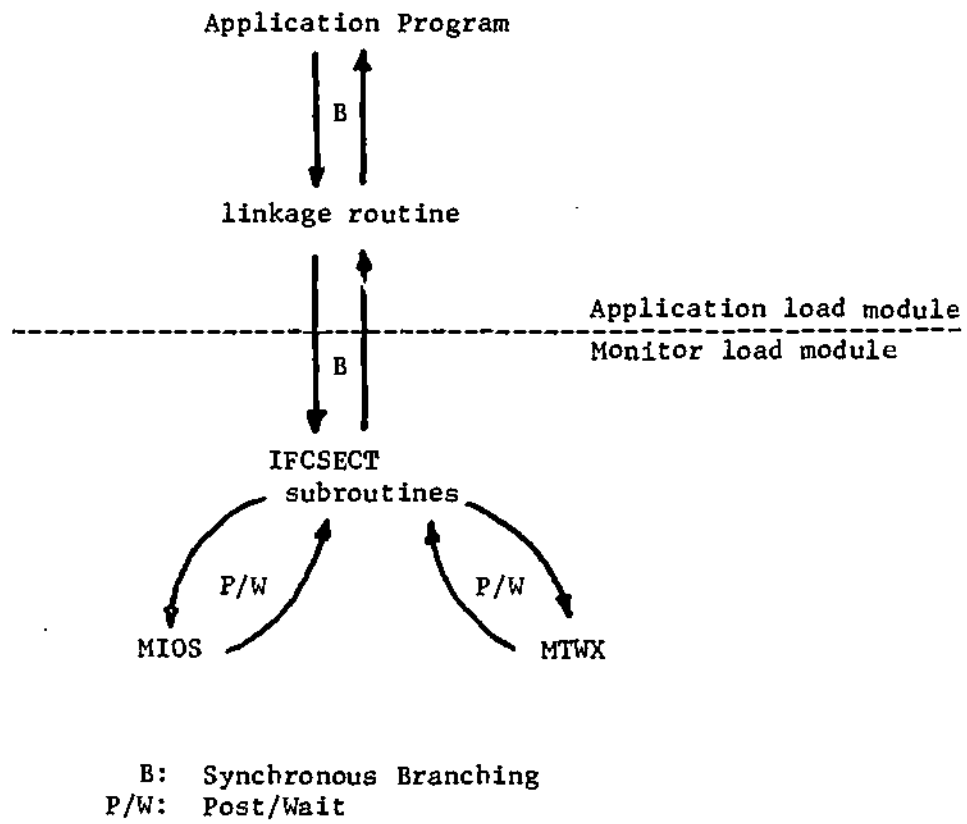 Application Program
B
linkage routine
Application load module
Monitor load module
B
IFCSECT
subroutines
P/W
P/W
MIOS
MTWX
B: Synchronous Branching
P/W: Post/Wait